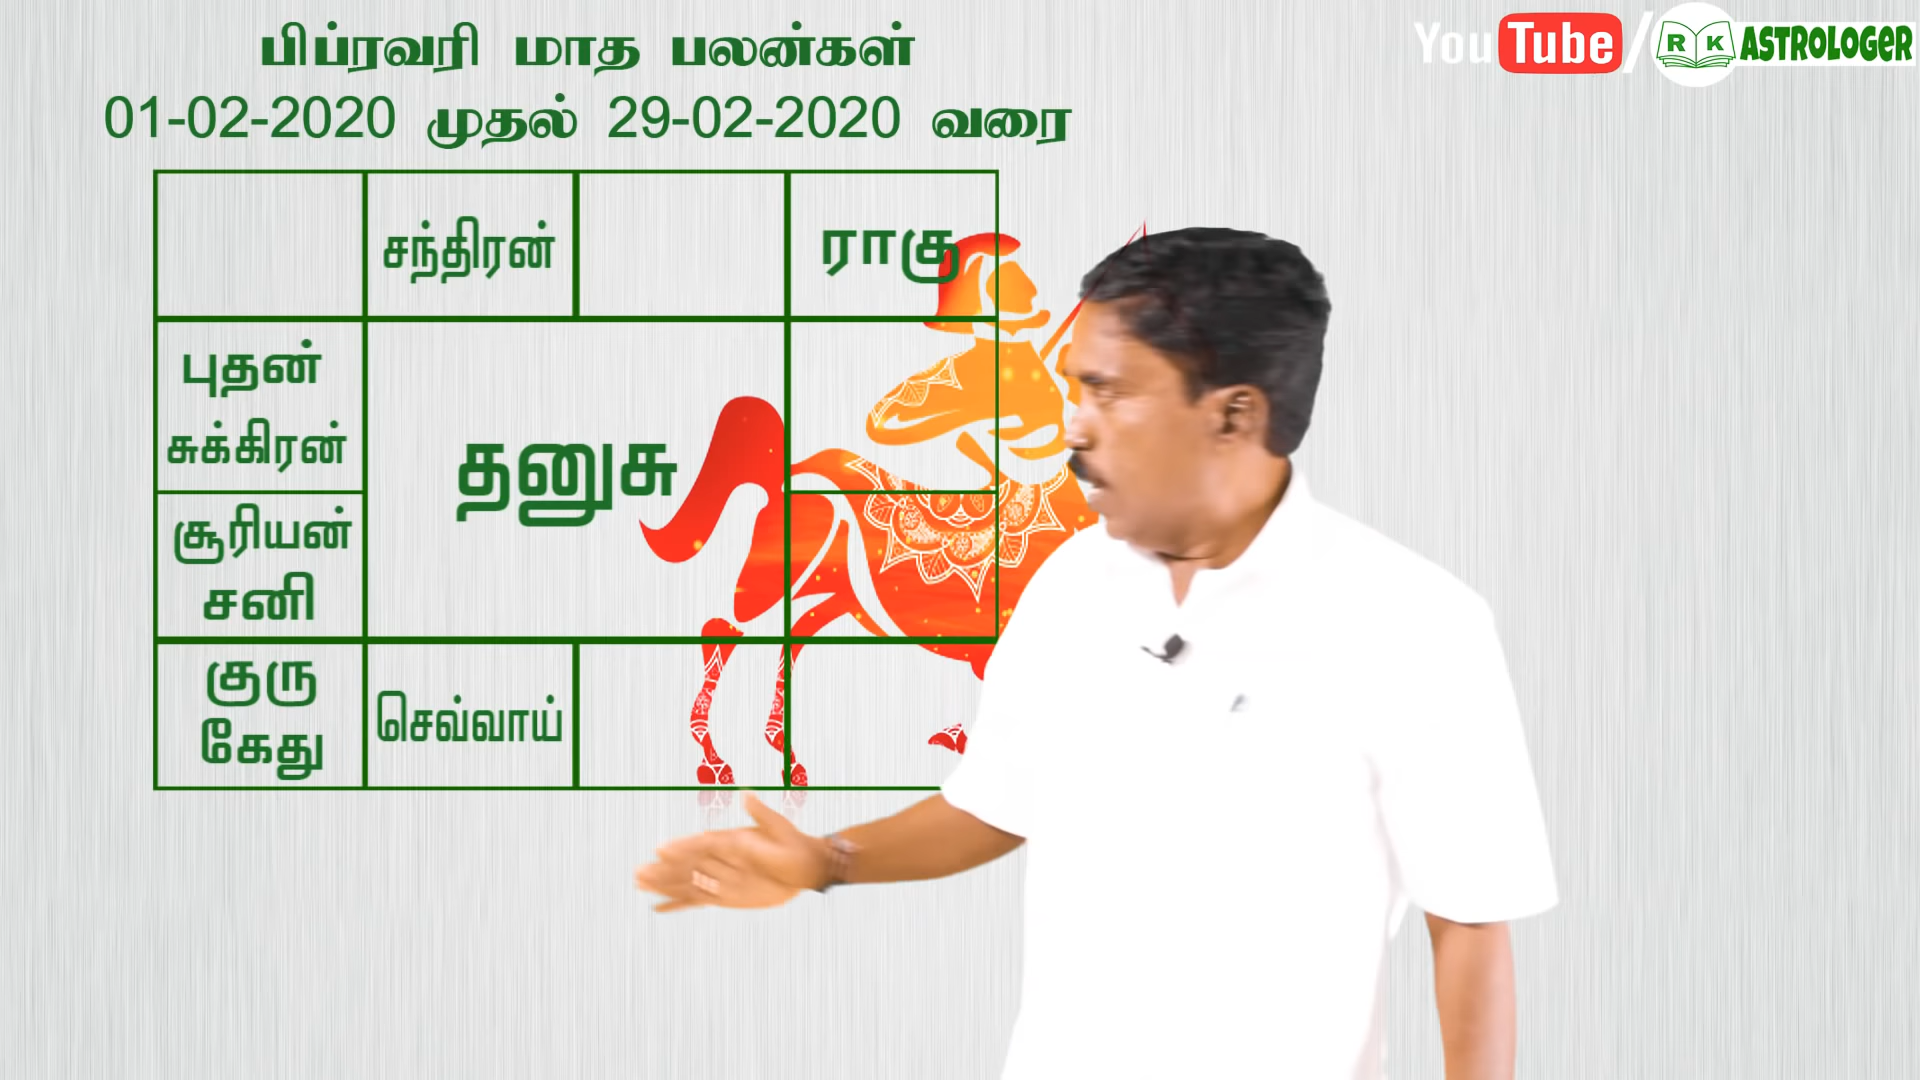 பிப்ரவரி மாத பலன்கள்
01-02-2020 முதல் 29-02-2020 வரை
YouTube/ RK ASTROLOGER
சந்திரன்
ராகு
புதன்
சுக்கிரன்
தனுசு
சூரியன்
சனி
குரு
கேது
செவ்வாய்